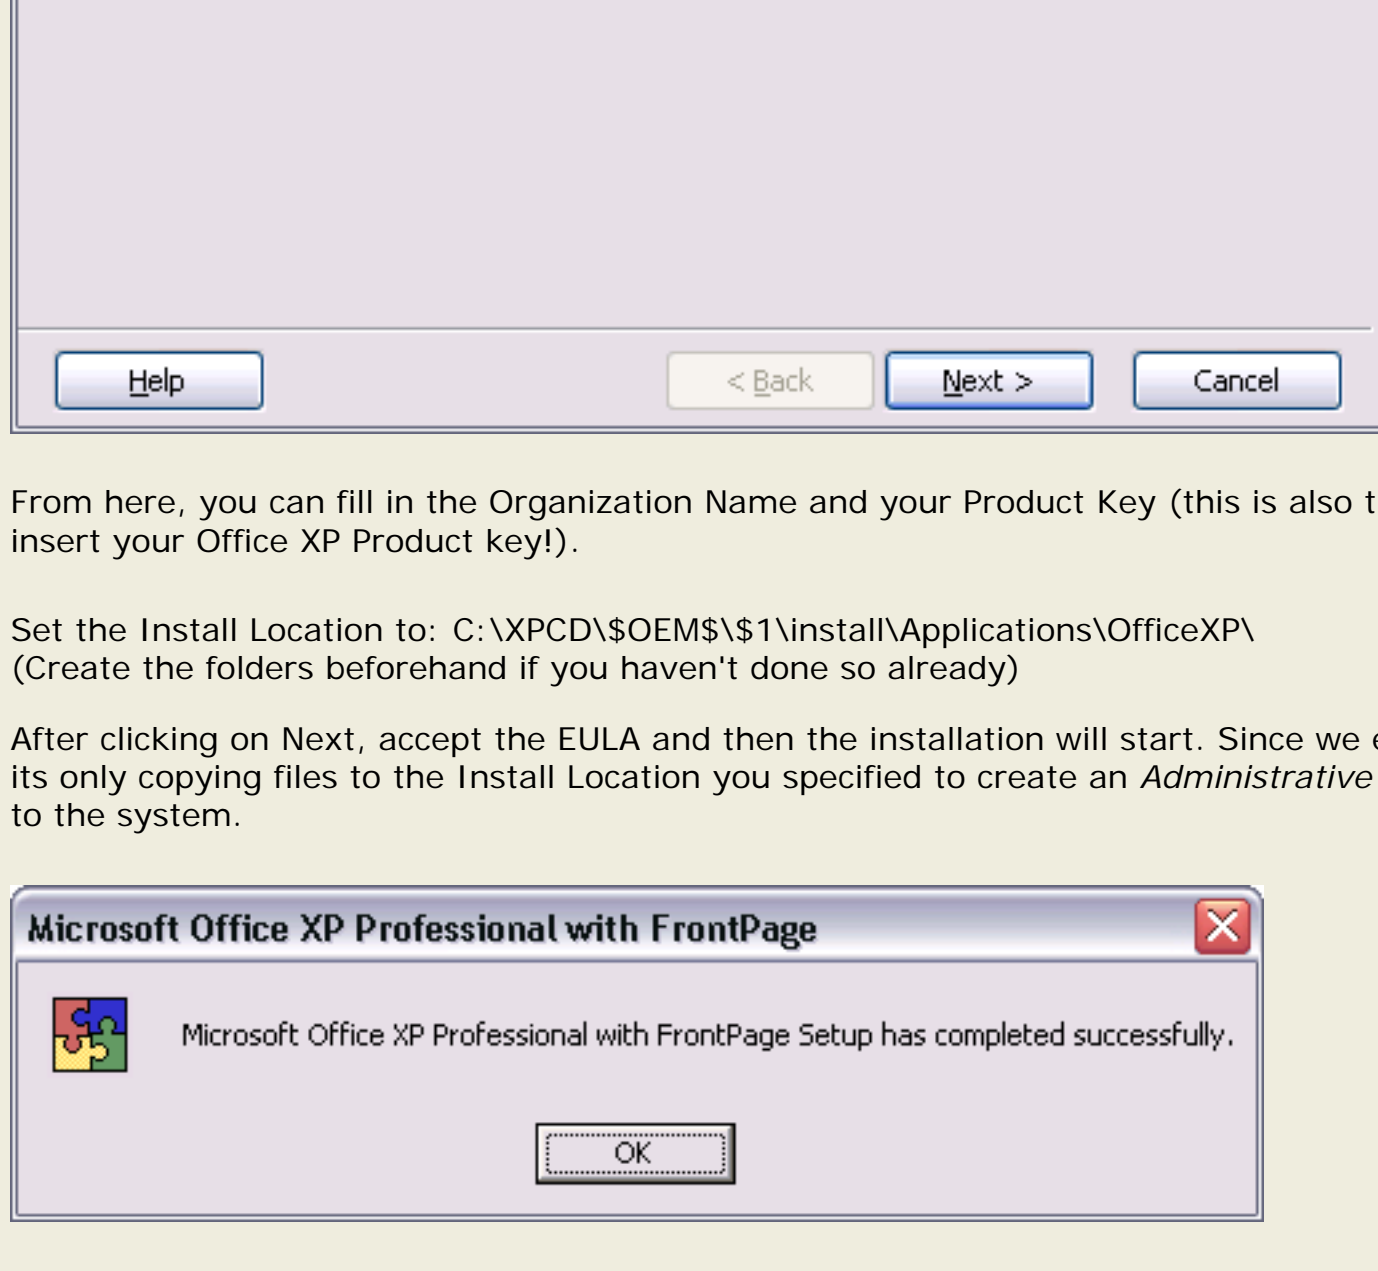 Help
< Back
Next >
Cancel
From here, you can fill in the Organization Name and your Product Key (this is also
insert your Office XP Product key!).
Set the Install Location to: C:\XPCD\$OEM$\$1\install\Applications\OfficeXP\
(Create the folders beforehand if you haven't done so already)
After clicking on Next, accept the EULA and then the installation will start. Since we
its only copying files to the Install Location you specified to create an Administrative
to the system.
Microsoft Office XP Professional with FrontPage
Microsoft Office XP Professional with FrontPage Setup has completed successfully.
OK